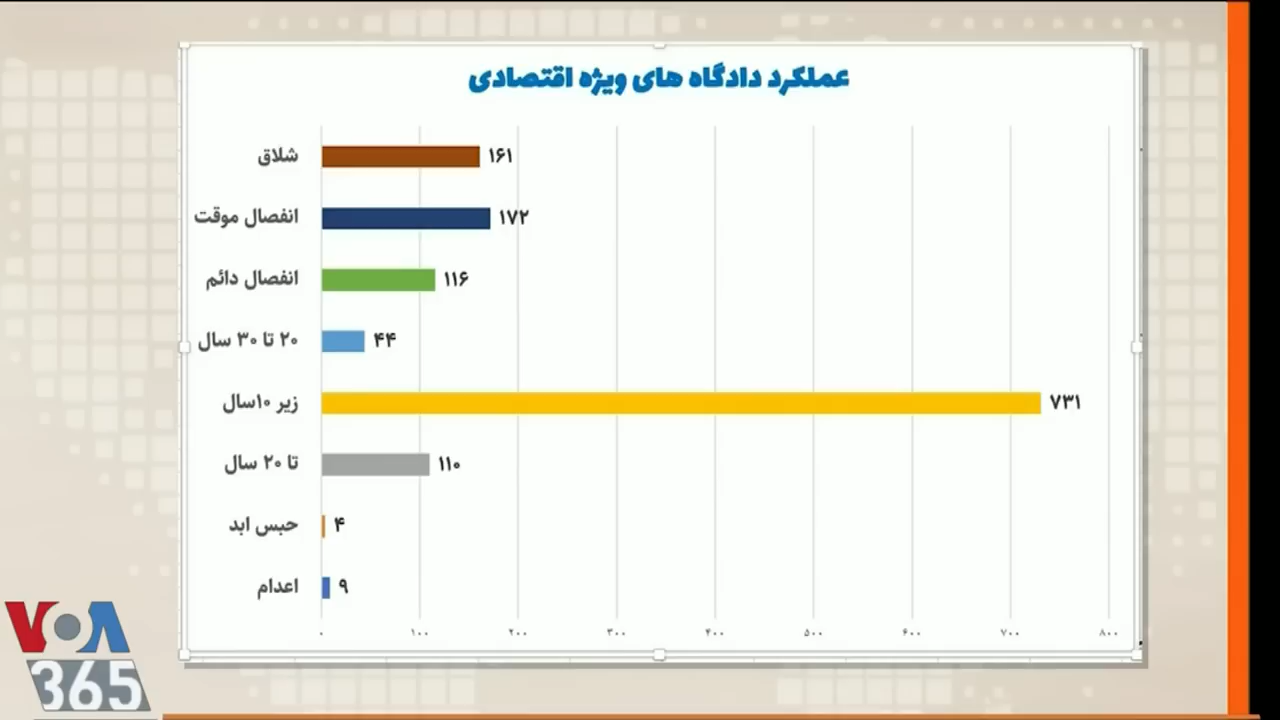 عملکرد دادگاه های ویژه اقتصادی
شلاق ۱۶۱
انفصال موقت ۱۷۲
انفصال دائم ۱۱۶
۲۰ تا ۳۰ سال ۴۴
زیر ۱۰سال ۷۳۱
تا ۲۰ سال ۱۱۰
حبس ابد ۴
اعدام ۹
۰ ۱۰۰ ۲۰۰ ۳۰۰ ۴۰۰ ۵۰۰ ۶۰۰ ۷۰۰ ۸۰۰
VOA
365